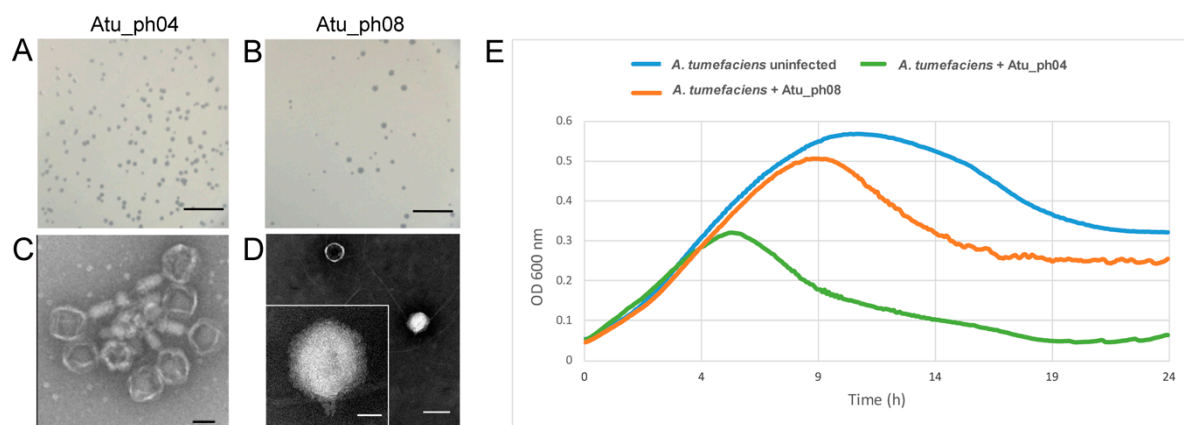 Atu_ph04
Atu_ph08
A
B
C
D
E
A. tumefaciens uninfected
A. tumefaciens + Atu_ph04
A. tumefaciens + Atu_ph08
OD 600 nm
0.6
0.5
0.4
0.3
0.2
0.1
0
0 4 9 14 19 24
Time (h)